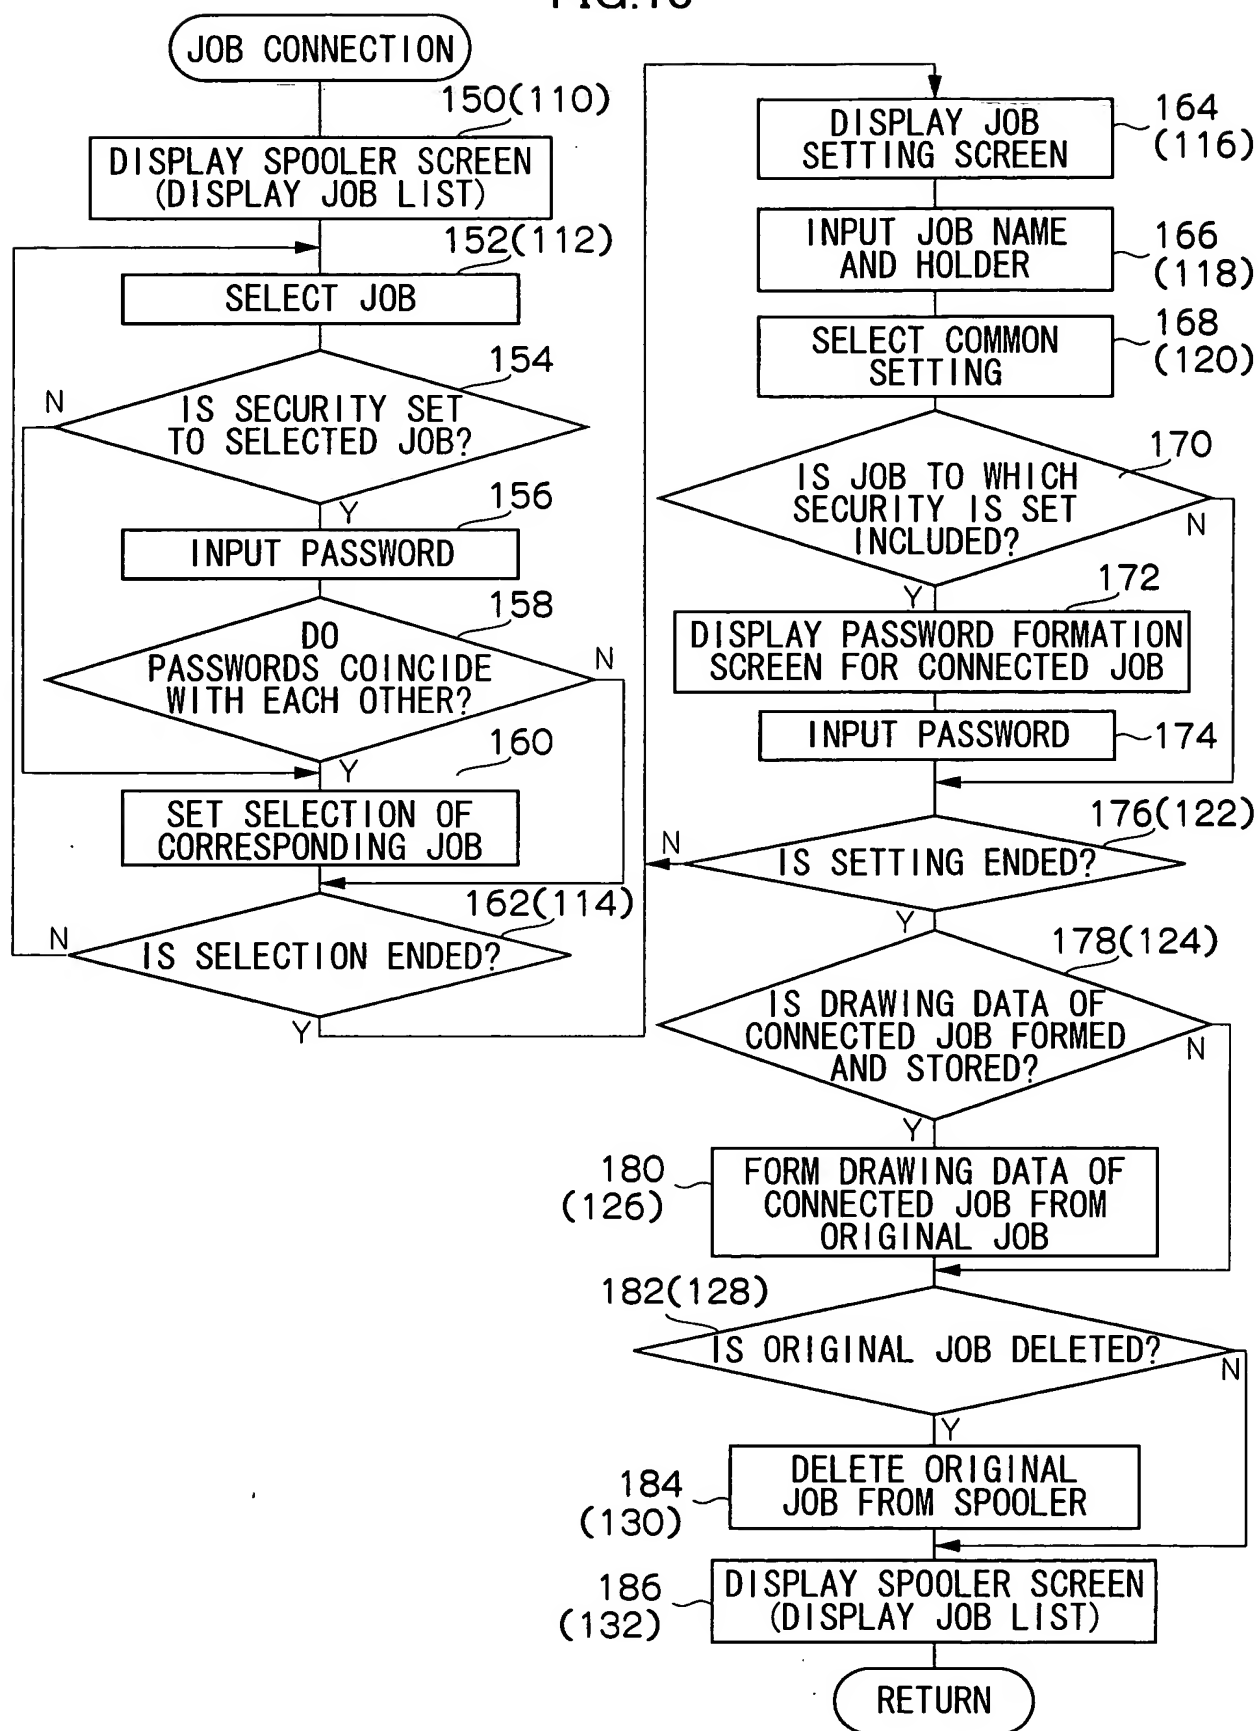 JOB CONNECTION
150(110)
DISPLAY SPOOLER SCREEN
(DISPLAY JOB LIST)
152(112)
SELECT JOB
154
N
IS SECURITY SET
TO SELECTED JOB?
Y
156
INPUT PASSWORD
158
DO
PASSWORDS COINCIDE
WITH EACH OTHER?
N
Y
160
SET SELECTION OF
CORRESPONDING JOB
162(114)
N
IS SELECTION ENDED?
Y
DISPLAY JOB
SETTING SCREEN
164
(116)
INPUT JOB NAME
AND HOLDER
166
(118)
SELECT COMMON
SETTING
168
(120)
170
IS JOB TO WHICH
SECURITY IS SET
INCLUDED?
N
Y
172
DISPLAY PASSWORD FORMATION
SCREEN FOR CONNECTED JOB
INPUT PASSWORD
174
176(122)
N
IS SETTING ENDED?
Y
178(124)
IS DRAWING DATA OF
CONNECTED JOB FORMED
AND STORED?
N
Y
180
(126)
FORM DRAWING DATA OF
CONNECTED JOB FROM
ORIGINAL JOB
182(128)
IS ORIGINAL JOB DELETED?
N
Y
184
(130)
DELETE ORIGINAL
JOB FROM SPOOLER
186
(132)
DISPLAY SPOOLER SCREEN
(DISPLAY JOB LIST)
RETURN